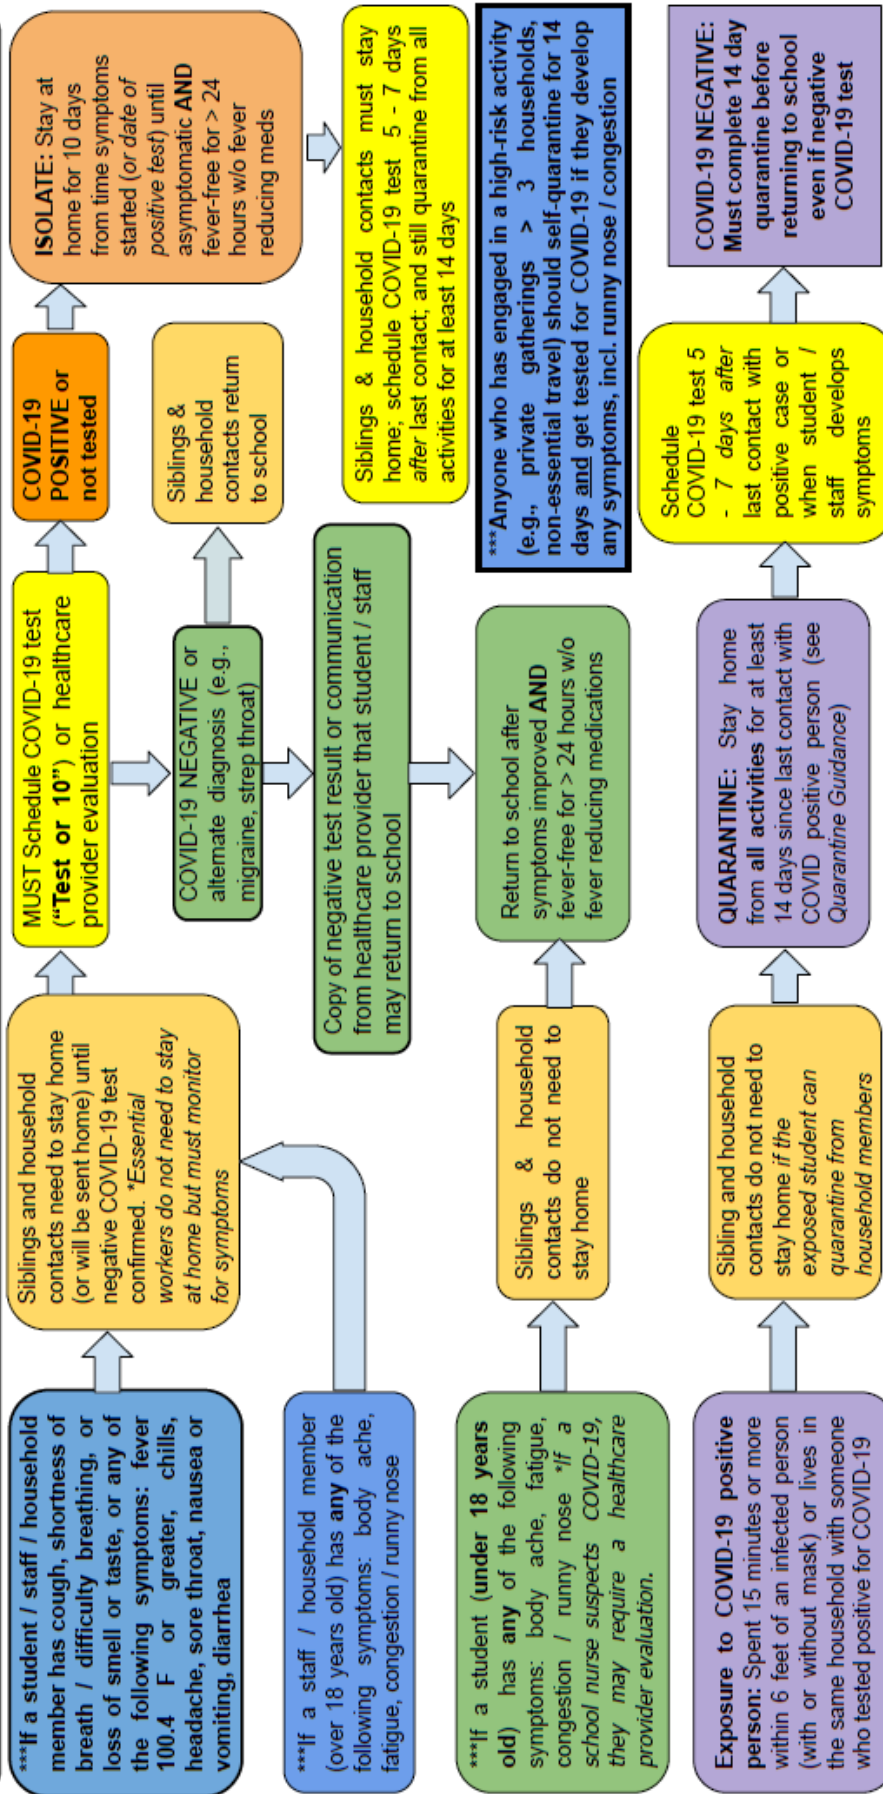 ***If a student / staff / household
member has cough, shortness of
breath / difficulty breathing, or
loss of smell or taste, or any of
the following symptoms: fever
100.4 F or greater, chills,
headache, sore throat, nausea or
vomiting, diarrhea
Siblings and household
contacts need to stay home
(or will be sent home) until
negative COVID-19 test
confirmed. *Essential
workers do not need to stay
at home but must monitor
for symptoms
MUST Schedule COVID-19 test
(“Test or 10”) or healthcare
provider evaluation
COVID-19
POSITIVE or
not tested
ISOLATE: Stay at
home for 10 days
from time symptoms
started (or date of
positive test) until
asymptomatic AND
fever-free for > 24
hours w/o fever
reducing meds
COVID-19 NEGATIVE or
alternate diagnosis (e.g.,
migraine, strep throat)
Siblings &
household
contacts return
to school
***If a staff / household member
(over 18 years old) has any of the
following symptoms: body ache,
fatigue, congestion / runny nose
Copy of negative test result or communication
from healthcare provider that student / staff
may return to school
Siblings & household contacts must stay
home; schedule COVID-19 test 5 - 7 days
after last contact; and still quarantine from all
activities for at least 14 days
***If a student (under 18 years
old) has any of the following
symptoms: body ache, fatigue,
congestion / runny nose *If a
school nurse suspects COVID-19,
they may require a healthcare
provider evaluation.
Siblings & household
contacts do not need to
stay home
Return to school after
symptoms improved AND
fever-free for > 24 hours w/o
fever reducing medications
***Anyone who has engaged in a high-risk activity
(e.g., private gatherings > 3 households,
non-essential travel) should self-quarantine for 14
days and get tested for COVID-19 if they develop
any symptoms, incl. runny nose / congestion
Exposure to COVID-19 positive
person: Spent 15 minutes or more
within 6 feet of an infected person
(with or without mask) or lives in
the same household with someone
who tested positive for COVID-19
Sibling and household
contacts do not need to
stay home if the
exposed student can
quarantine from
household members
QUARANTINE: Stay home
from all activities for at least
14 days since last contact with
COVID positive person (see
Quarantine Guidance)
Schedule
COVID-19 test 5
- 7 days after
last contact with
positive case or
when student /
staff develops
symptoms
COVID-19 NEGATIVE:
Must complete 14 day
quarantine before
returning to school
even if negative
COVID-19 test